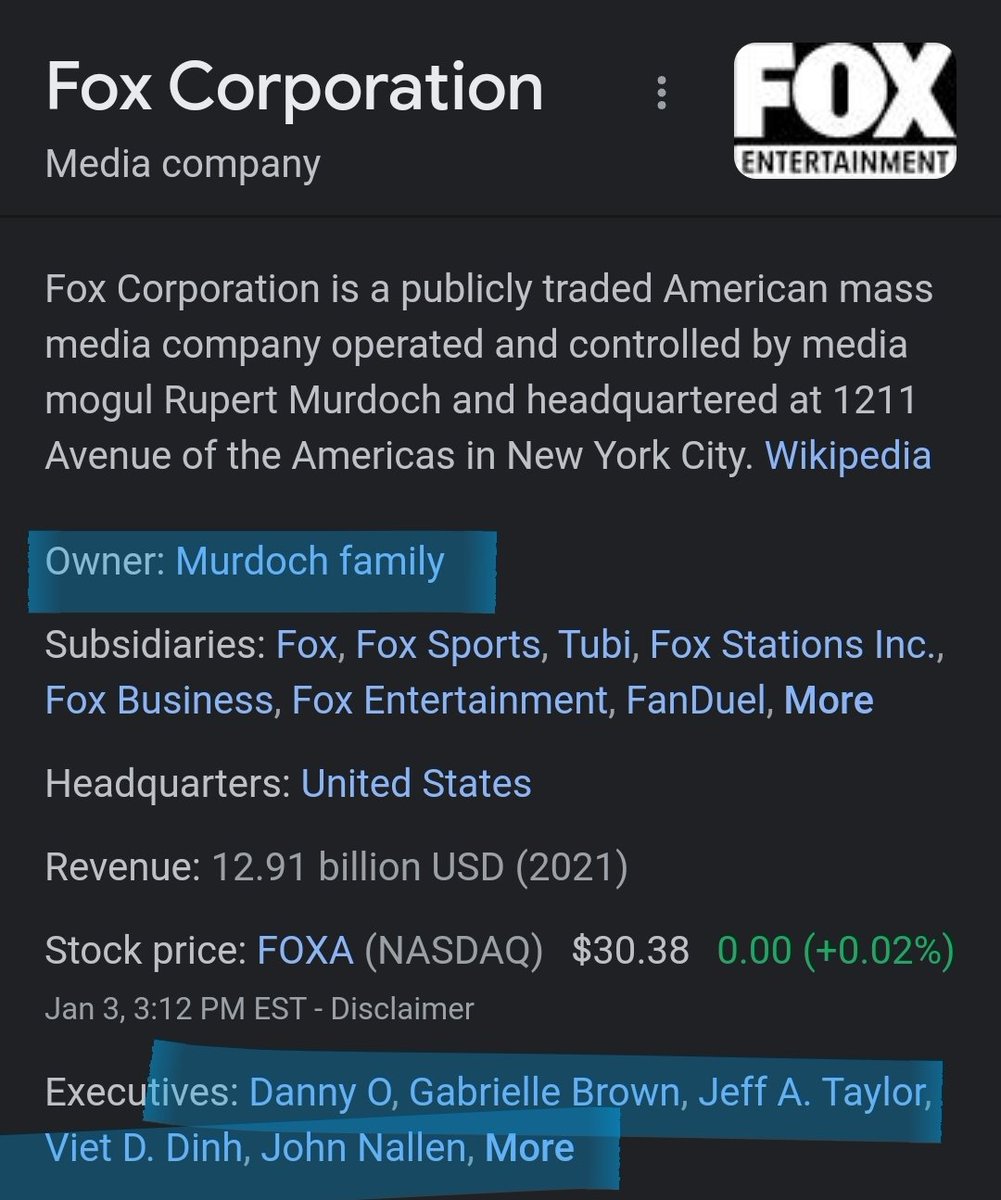 Fox Corporation
Media company
FOX
ENTERTAINMENT
Fox Corporation is a publicly traded American mass
media company operated and controlled by media
mogul Rupert Murdoch and headquartered at 1211
Avenue of the Americas in New York City. Wikipedia
Owner: Murdoch family
Subsidiaries: Fox, Fox Sports, Tubi, Fox Stations Inc.,
Fox Business, Fox Entertainment, FanDuel, More
Headquarters: United States
Revenue: 12.91 billion USD (2021)
Stock price: FOXA (NASDAQ) $30.38 0.00 (+0.02%)
Jan 3, 3:12 PM EST - Disclaimer
Executives: Danny O, Gabrielle Brown, Jeff A. Taylor,
Viet D. Dinh, John Nallen, More